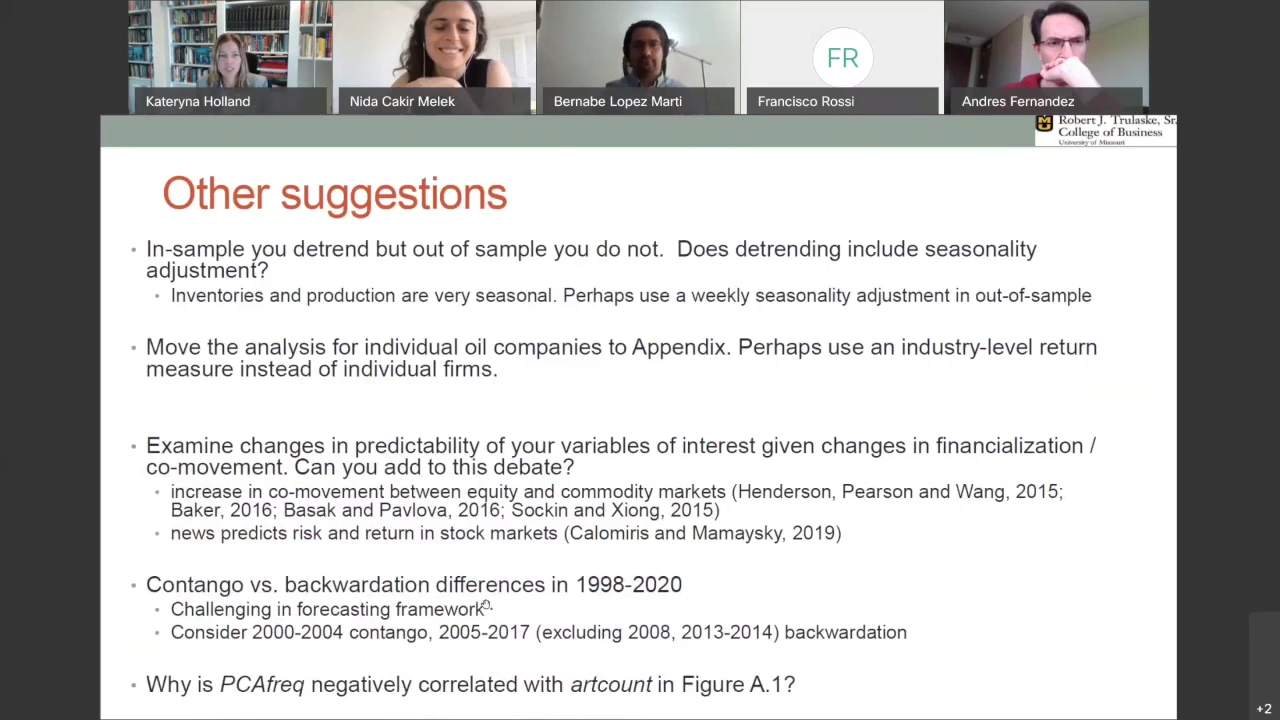 Kateryna Holland
Nida Cakir Melek
Bernabe Lopez Marti
FR
Francisco Rossi
Andres Fernandez
Robert J. Trulaske, Sr.
College of Business
University of Missouri
Other suggestions
• In-sample you detrend but out of sample you do not. Does detrending include seasonality
adjustment?
• Inventories and production are very seasonal. Perhaps use a weekly seasonality adjustment in out-of-sample
• Move the analysis for individual oil companies to Appendix. Perhaps use an industry-level return
measure instead of individual firms.
• Examine changes in predictability of your variables of interest given changes in financialization /
co-movement. Can you add to this debate?
• increase in co-movement between equity and commodity markets (Henderson, Pearson and Wang, 2015;
Baker, 2016; Basak and Pavlova, 2016; Sockin and Xiong, 2015)
• news predicts risk and return in stock markets (Calomiris and Mamaysky, 2019)
• Contango vs. backwardation differences in 1998-2020
• Challenging in forecasting framework
• Consider 2000-2004 contango, 2005-2017 (excluding 2008, 2013-2014) backwardation
• Why is PCAfreq negatively correlated with artcount in Figure A.1?
+2